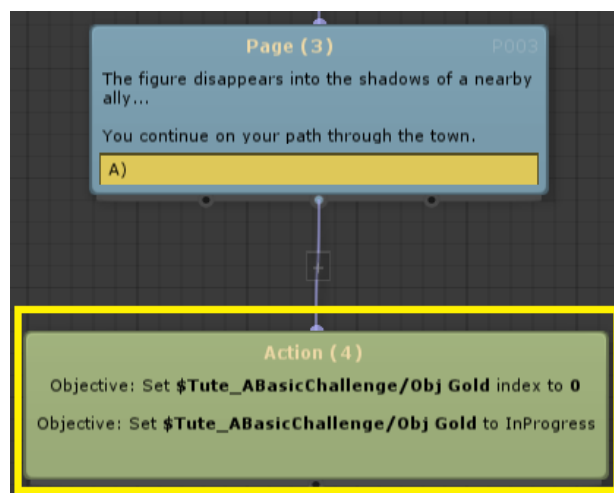 Page (3) P003
The figure disappears into the shadows of a nearby
ally...
You continue on your path through the town.
A)
Action (4)
Objective: Set $Tute_ABasicChallenge/Obj Gold index to 0
Objective: Set $Tute_ABasicChallenge/Obj Gold to InProgress